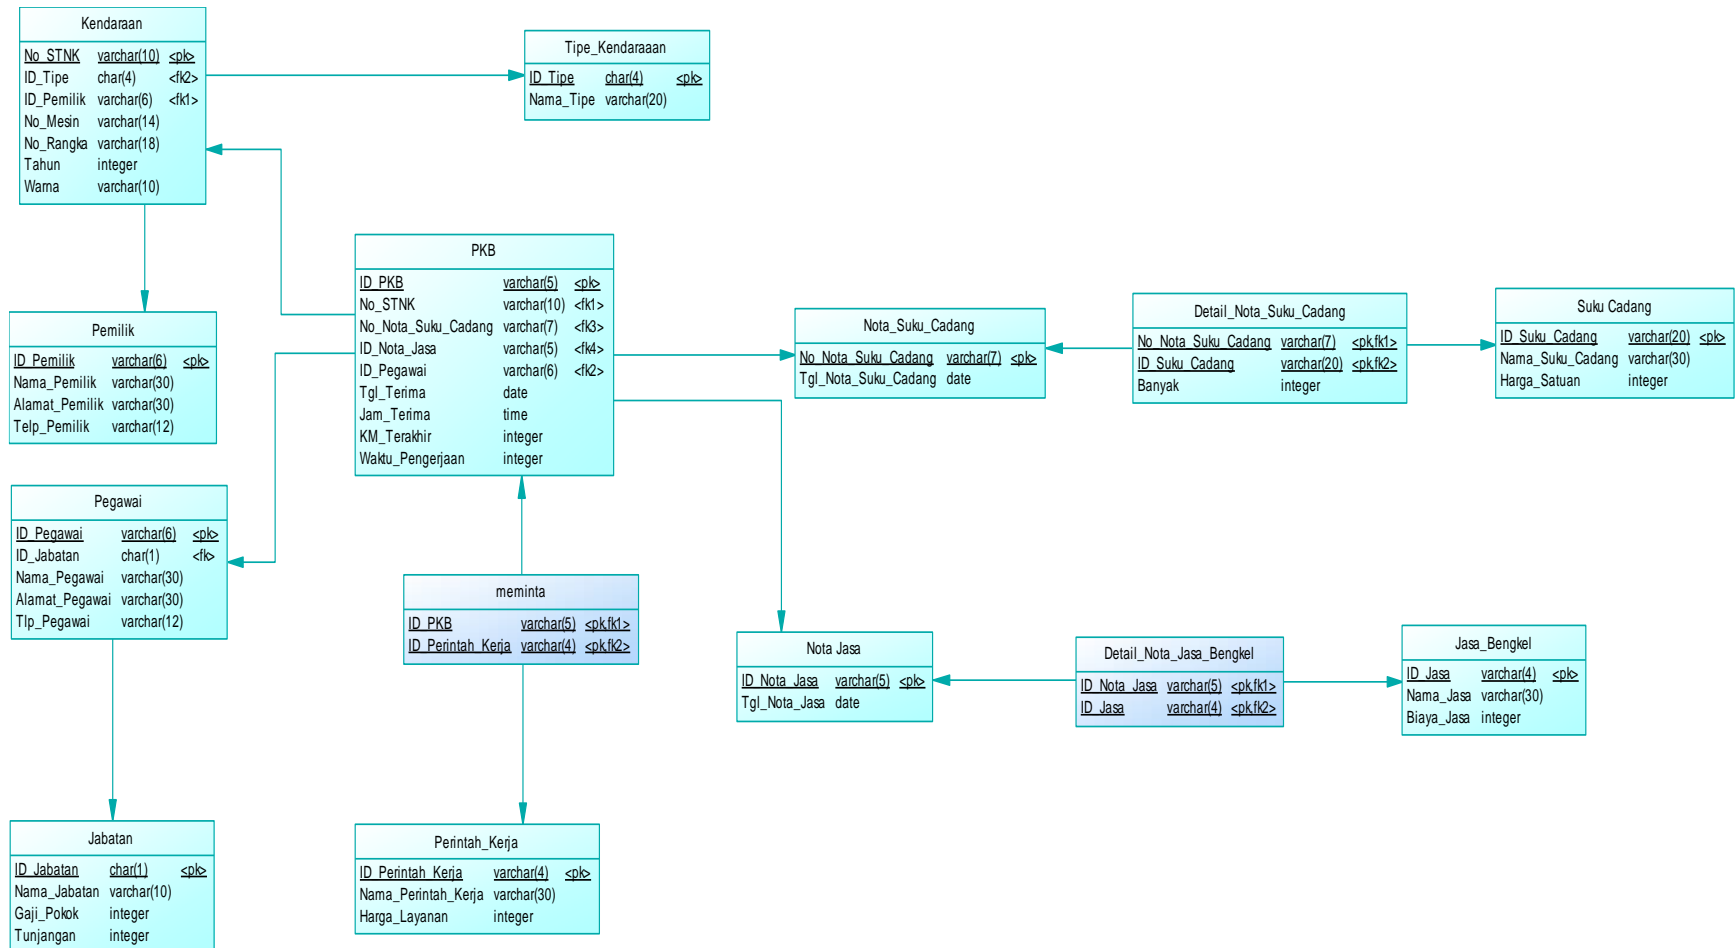 Kendaraan
No_STNK varchar(10) <pk>
ID_Tipe char(4) <fk2>
ID_Pemilik varchar(6) <fk1>
No_Mesin varchar(14)
No_Rangka varchar(18)
Tahun integer
Warna varchar(10)
Tipe_Kendaraaan
ID_Tipe char(4) <pk>
Nama_Tipe varchar(20)
PKB
ID_PKB varchar(5) <pk>
No_STNK varchar(10) <fk1>
No_Nota_Suku_Cadang varchar(7) <fk3>
ID_Nota_Jasa varchar(5) <fk4>
ID_Pegawai varchar(6) <fk2>
Tgl_Terima date
Jam_Terima time
KM_Terakhir integer
Waktu_Pengerjaan integer
Pemilik
ID_Pemilik varchar(6) <pk>
Nama_Pemilik varchar(30)
Alamat_Pemilik varchar(30)
Telp_Pemilik varchar(12)
Nota_Suku_Cadang
No_Nota_Suku_Cadang varchar(7) <pk>
Tgl_Nota_Suku_Cadang date
Detail_Nota_Suku_Cadang
No_Nota_Suku_Cadang varchar(7) <pk,fk1>
ID_Suku_Cadang varchar(20) <pk,fk2>
Banyak integer
Suku Cadang
ID_Suku_Cadang varchar(20) <pk>
Nama_Suku_Cadang varchar(30)
Harga_Satuan integer
Pegawai
ID_Pegawai varchar(6) <pk>
ID_Jabatan char(1) <fk>
Nama_Pegawai varchar(30)
Alamat_Pegawai varchar(30)
Tlp_Pegawai varchar(12)
meminta
ID_PKB varchar(5) <pk,fk1>
ID_Perintah_Kerja varchar(4) <pk,fk2>
Nota Jasa
ID_Nota_Jasa varchar(5) <pk>
Tgl_Nota_Jasa date
Detail_Nota_Jasa_Bengkel
ID_Nota_Jasa varchar(5) <pk,fk1>
ID_Jasa varchar(4) <pk,fk2>
Jasa_Bengkel
ID_Jasa varchar(4) <pk>
Nama_Jasa varchar(30)
Biaya_Jasa integer
Jabatan
ID_Jabatan char(1) <pk>
Nama_Jabatan varchar(10)
Gaji_Pokok integer
Tunjangan integer
Perintah_Kerja
ID_Perintah_Kerja varchar(4) <pk>
Nama_Perintah_Kerja varchar(30)
Harga_Layanan integer